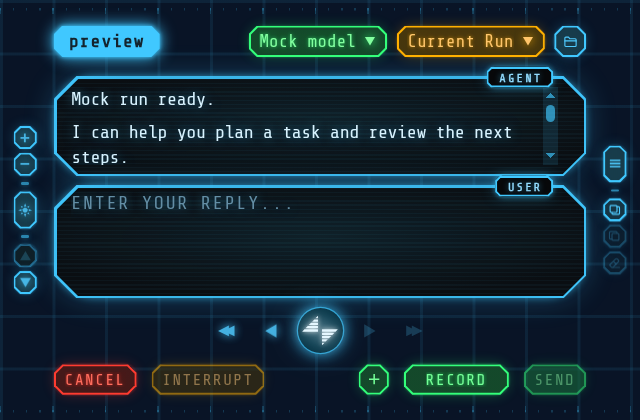 preview
Mock model
Current Run
AGENT
Mock run ready.
I can help you plan a task and review the next
steps.
USER
ENTER YOUR REPLY...
CANCEL
INTERRUPT
+
RECORD
SEND